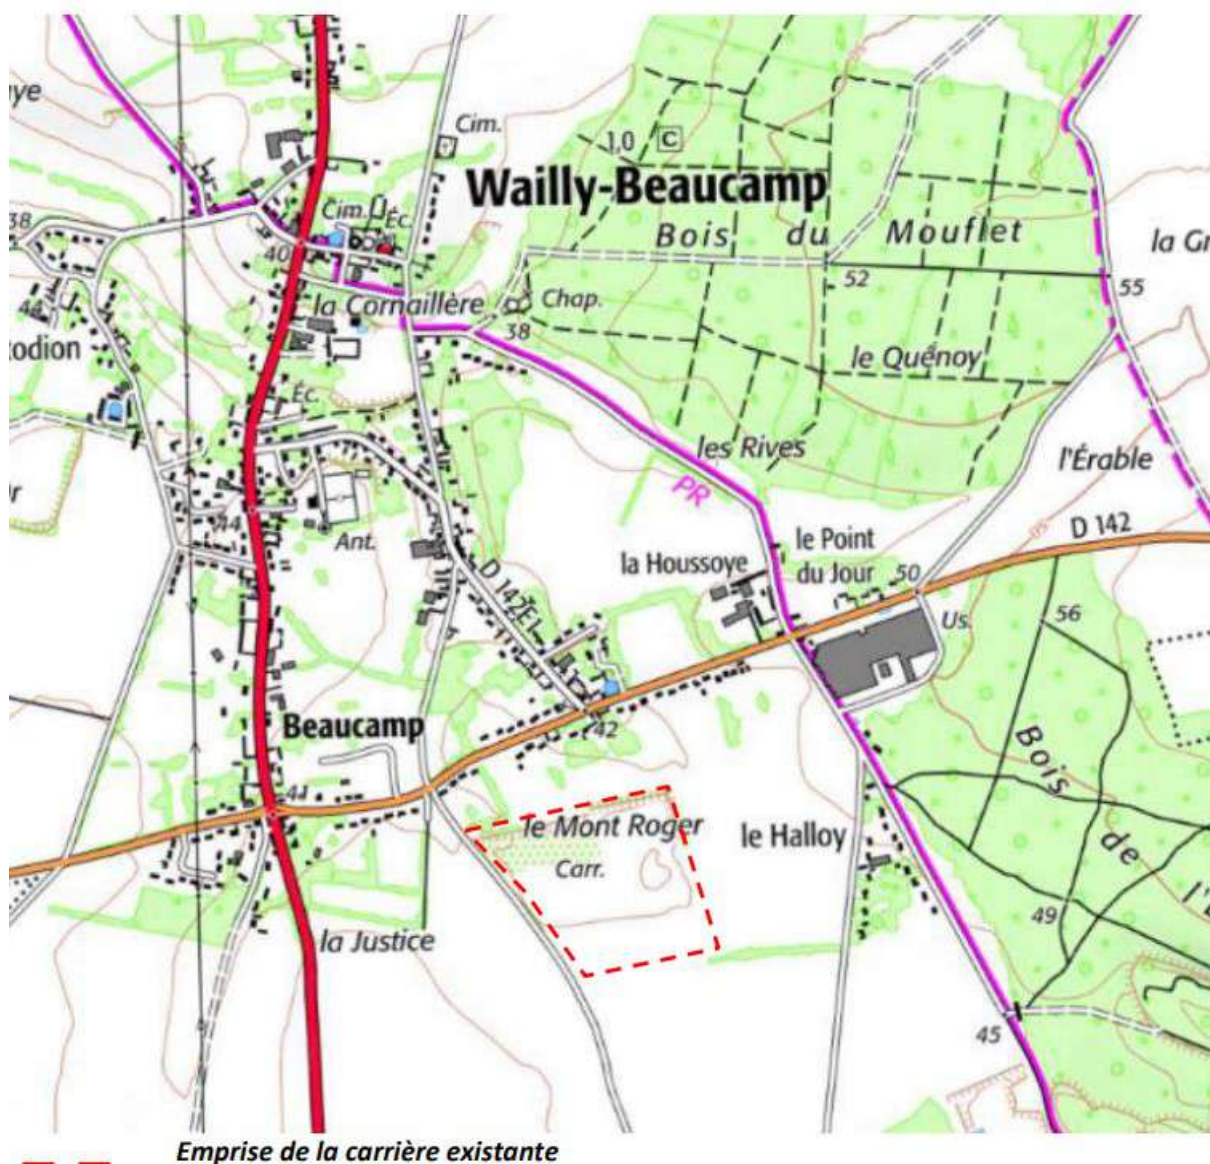 Cim.
1,0
C
Wailly-Beaucamp
38
Cim.
Éc.
Bois du Mouflet
la Gr
40
52
55
la Cornaillère
Chap.
44
38
le Quênoy
Éc.
les Rives
l'Érable
PR
44
Ant.
le Point
du Jour
D 142
la Houssoye
50
D 142E1
56
Us.
Beaucamp
42
Bois de
41
le Mont Roger
le Halloy
Carr.
49
la Justice
45
Emprise de la carrière existante